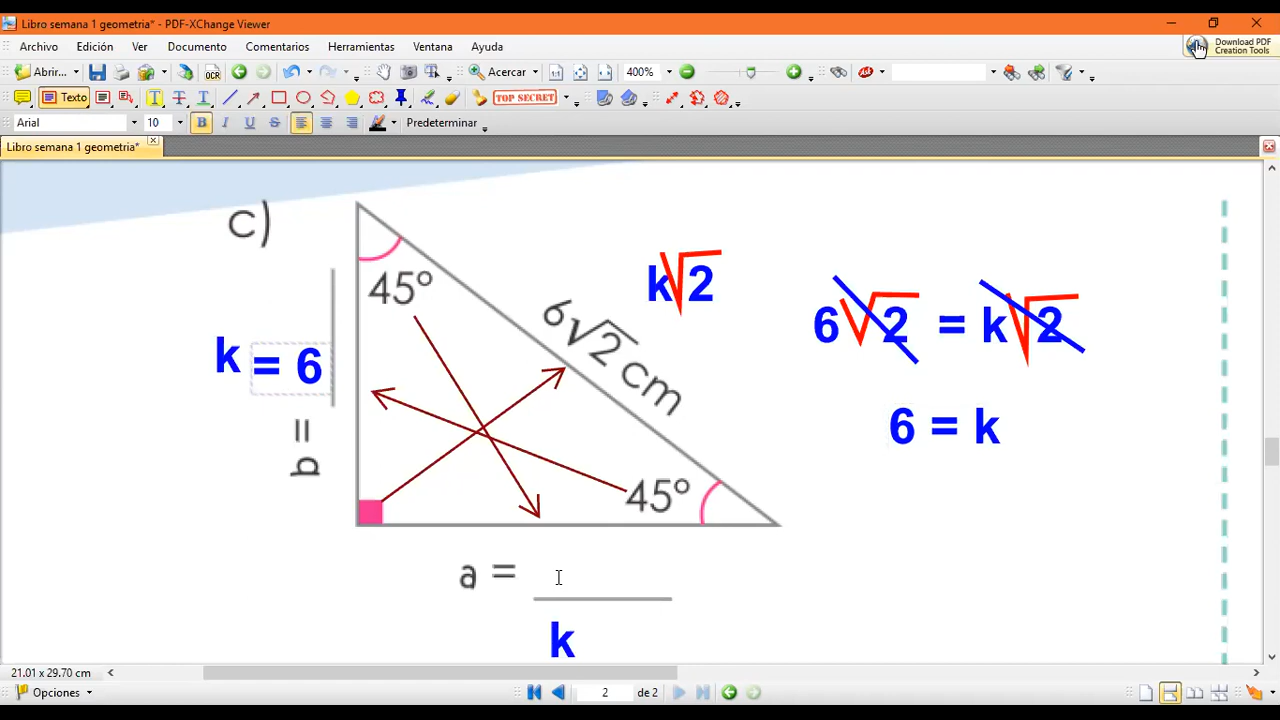 Libro semana 1 geometria* - PDF-XChange Viewer
Archivo Edición Ver Documento Comentarios Herramientas Ventana Ayuda
Download PDF Creation Tools
Abrir... OCR Acercar 400%
Texto TOP SECRET
Arial 10 B I U S Predeterminar
Libro semana 1 geometria*
c)
45°
6√2 cm
k√2
6√2 = k√2
k = 6
b =
6 = k
45°
a =
k
21.01 x 29.70 cm
Opciones 2 de 2